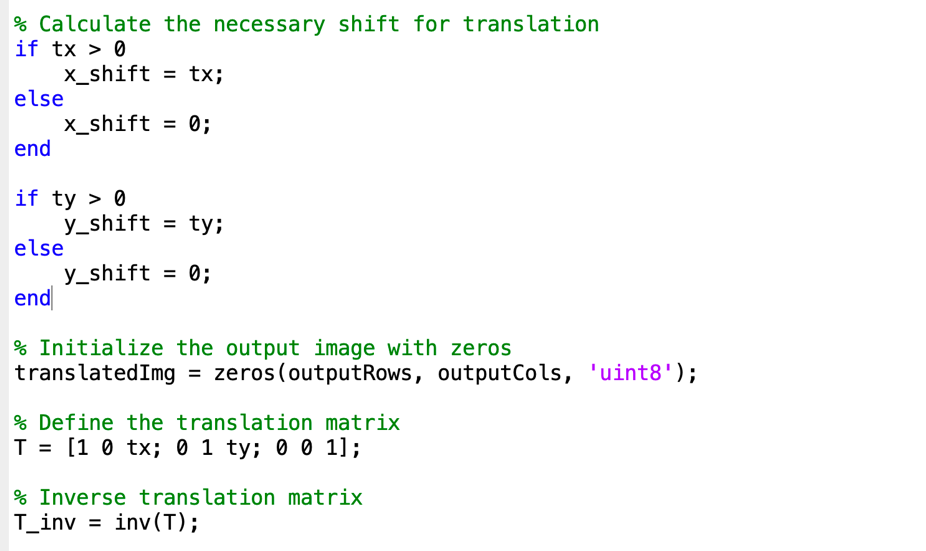 % Calculate the necessary shift for translation
if tx > 0
    x_shift = tx;
else
    x_shift = 0;
end

if ty > 0
    y_shift = ty;
else
    y_shift = 0;
end

% Initialize the output image with zeros
translatedImg = zeros(outputRows, outputCols, 'uint8');

% Define the translation matrix
T = [1 0 tx; 0 1 ty; 0 0 1];

% Inverse translation matrix
T_inv = inv(T);